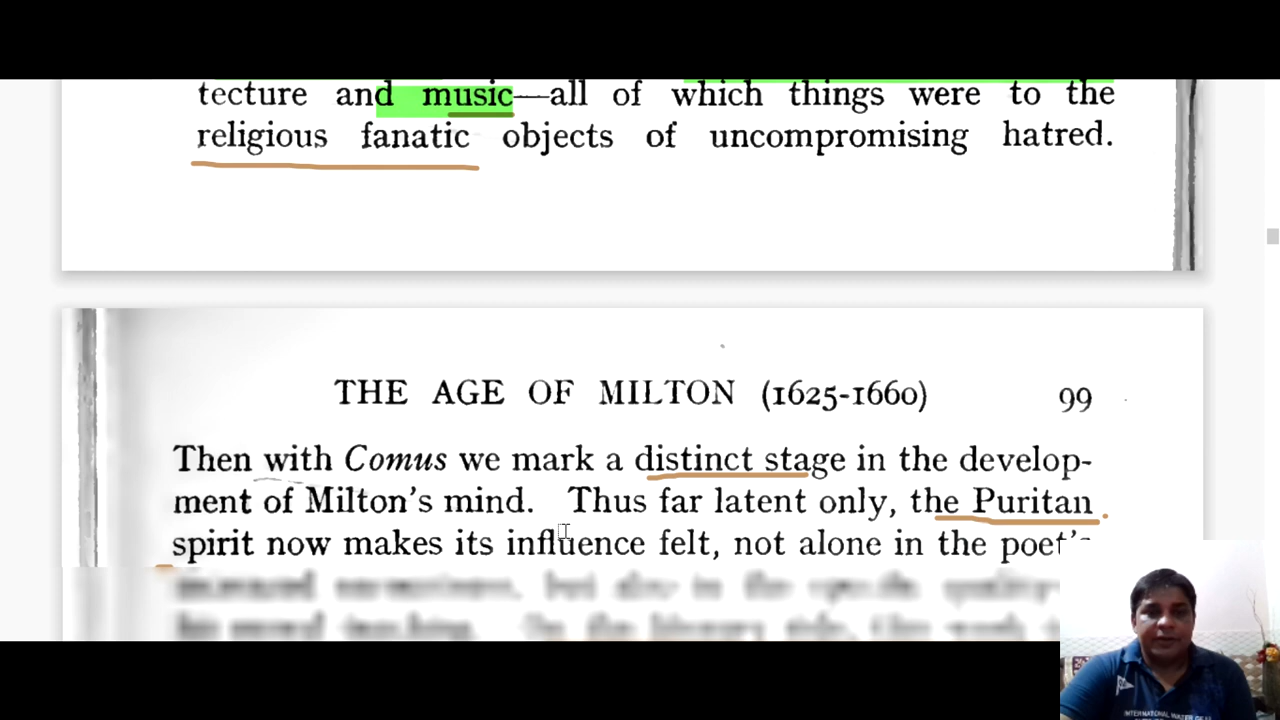 tecture and music—all of which things were to the
religious fanatic objects of uncompromising hatred.
THE AGE OF MILTON (1625-1660) 99
Then with Comus we mark a distinct stage in the develop-
ment of Milton's mind. Thus far latent only, the Puritan
spirit now makes its influence felt, not alone in the poet's
INTERNATIONAL WATER